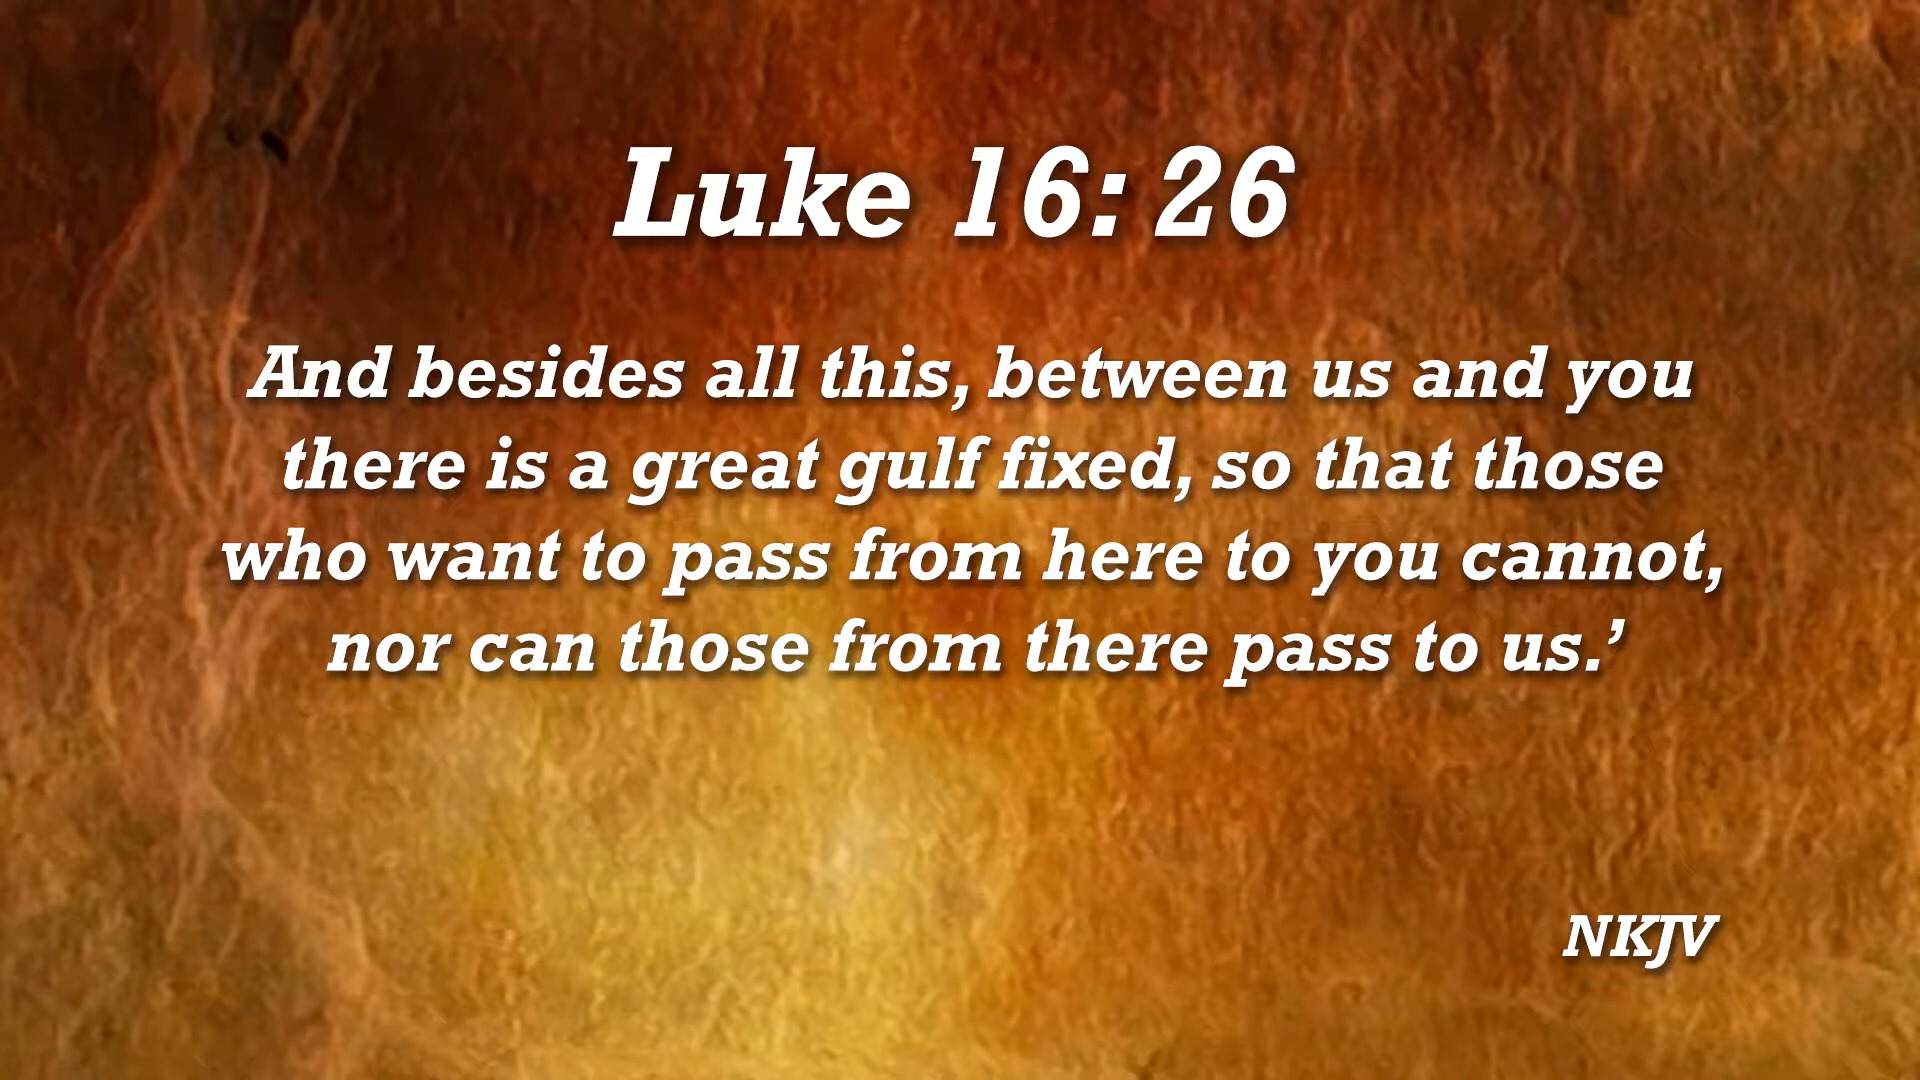 Luke 16: 26
And besides all this, between us and you
there is a great gulf fixed, so that those
who want to pass from here to you cannot,
nor can those from there pass to us.’
NKJV